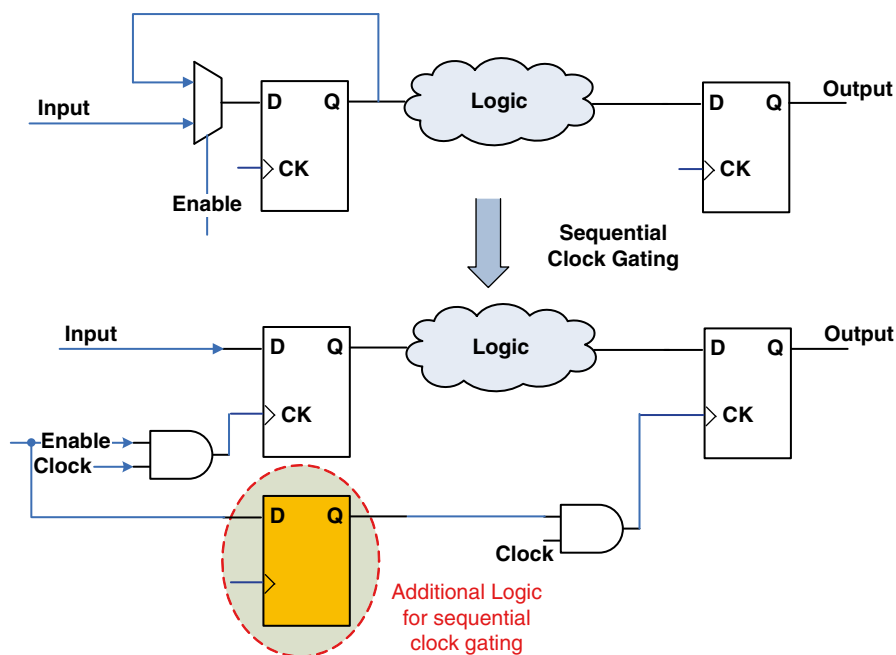 D Q
Logic
D Q
Output
Input
CK
CK
Enable
Sequential
Clock Gating
Input
D Q
Logic
D Q
Output
CK
CK
Enable
Clock
D Q
Clock
Additional Logic
for sequential
clock gating